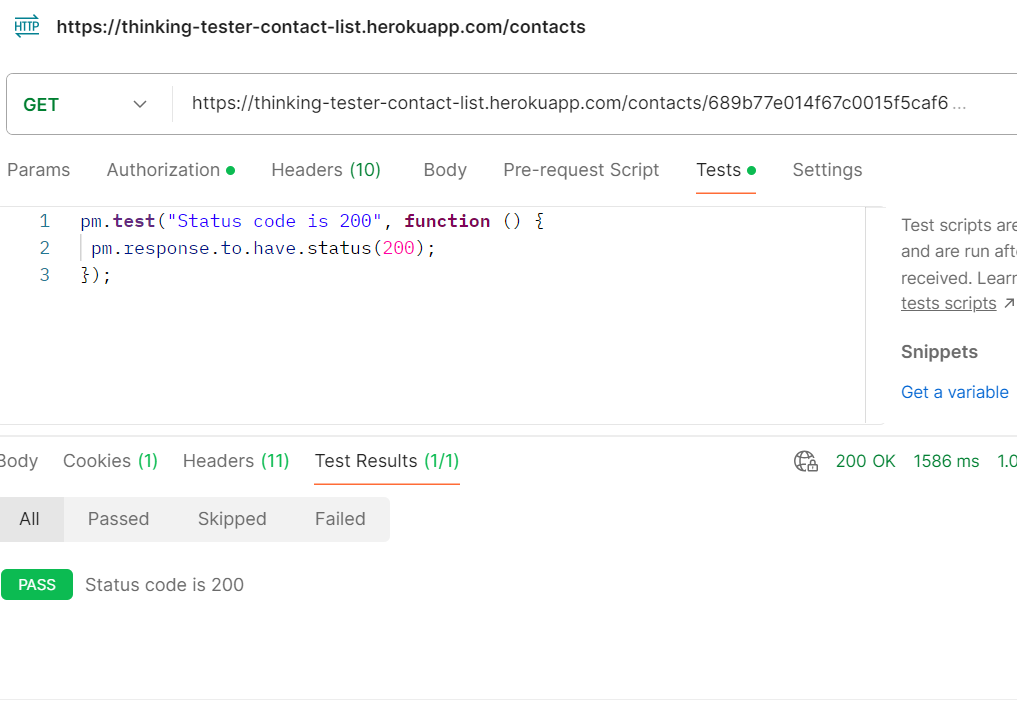 HTTP https://thinking-tester-contact-list.herokuapp.com/contacts
GET https://thinking-tester-contact-list.herokuapp.com/contacts/689b77e014f67c0015f5caf6 ...
Params Authorization Headers (10) Body Pre-request Script Tests Settings
1 pm.test("Status code is 200", function () {
2 pm.response.to.have.status(200);
3 });
Test scripts are
and are run afte
received. Learn
tests scripts ↗
Snippets
Get a variable
Body Cookies (1) Headers (11) Test Results (1/1) 200 OK 1586 ms 1.0
All Passed Skipped Failed
PASS Status code is 200